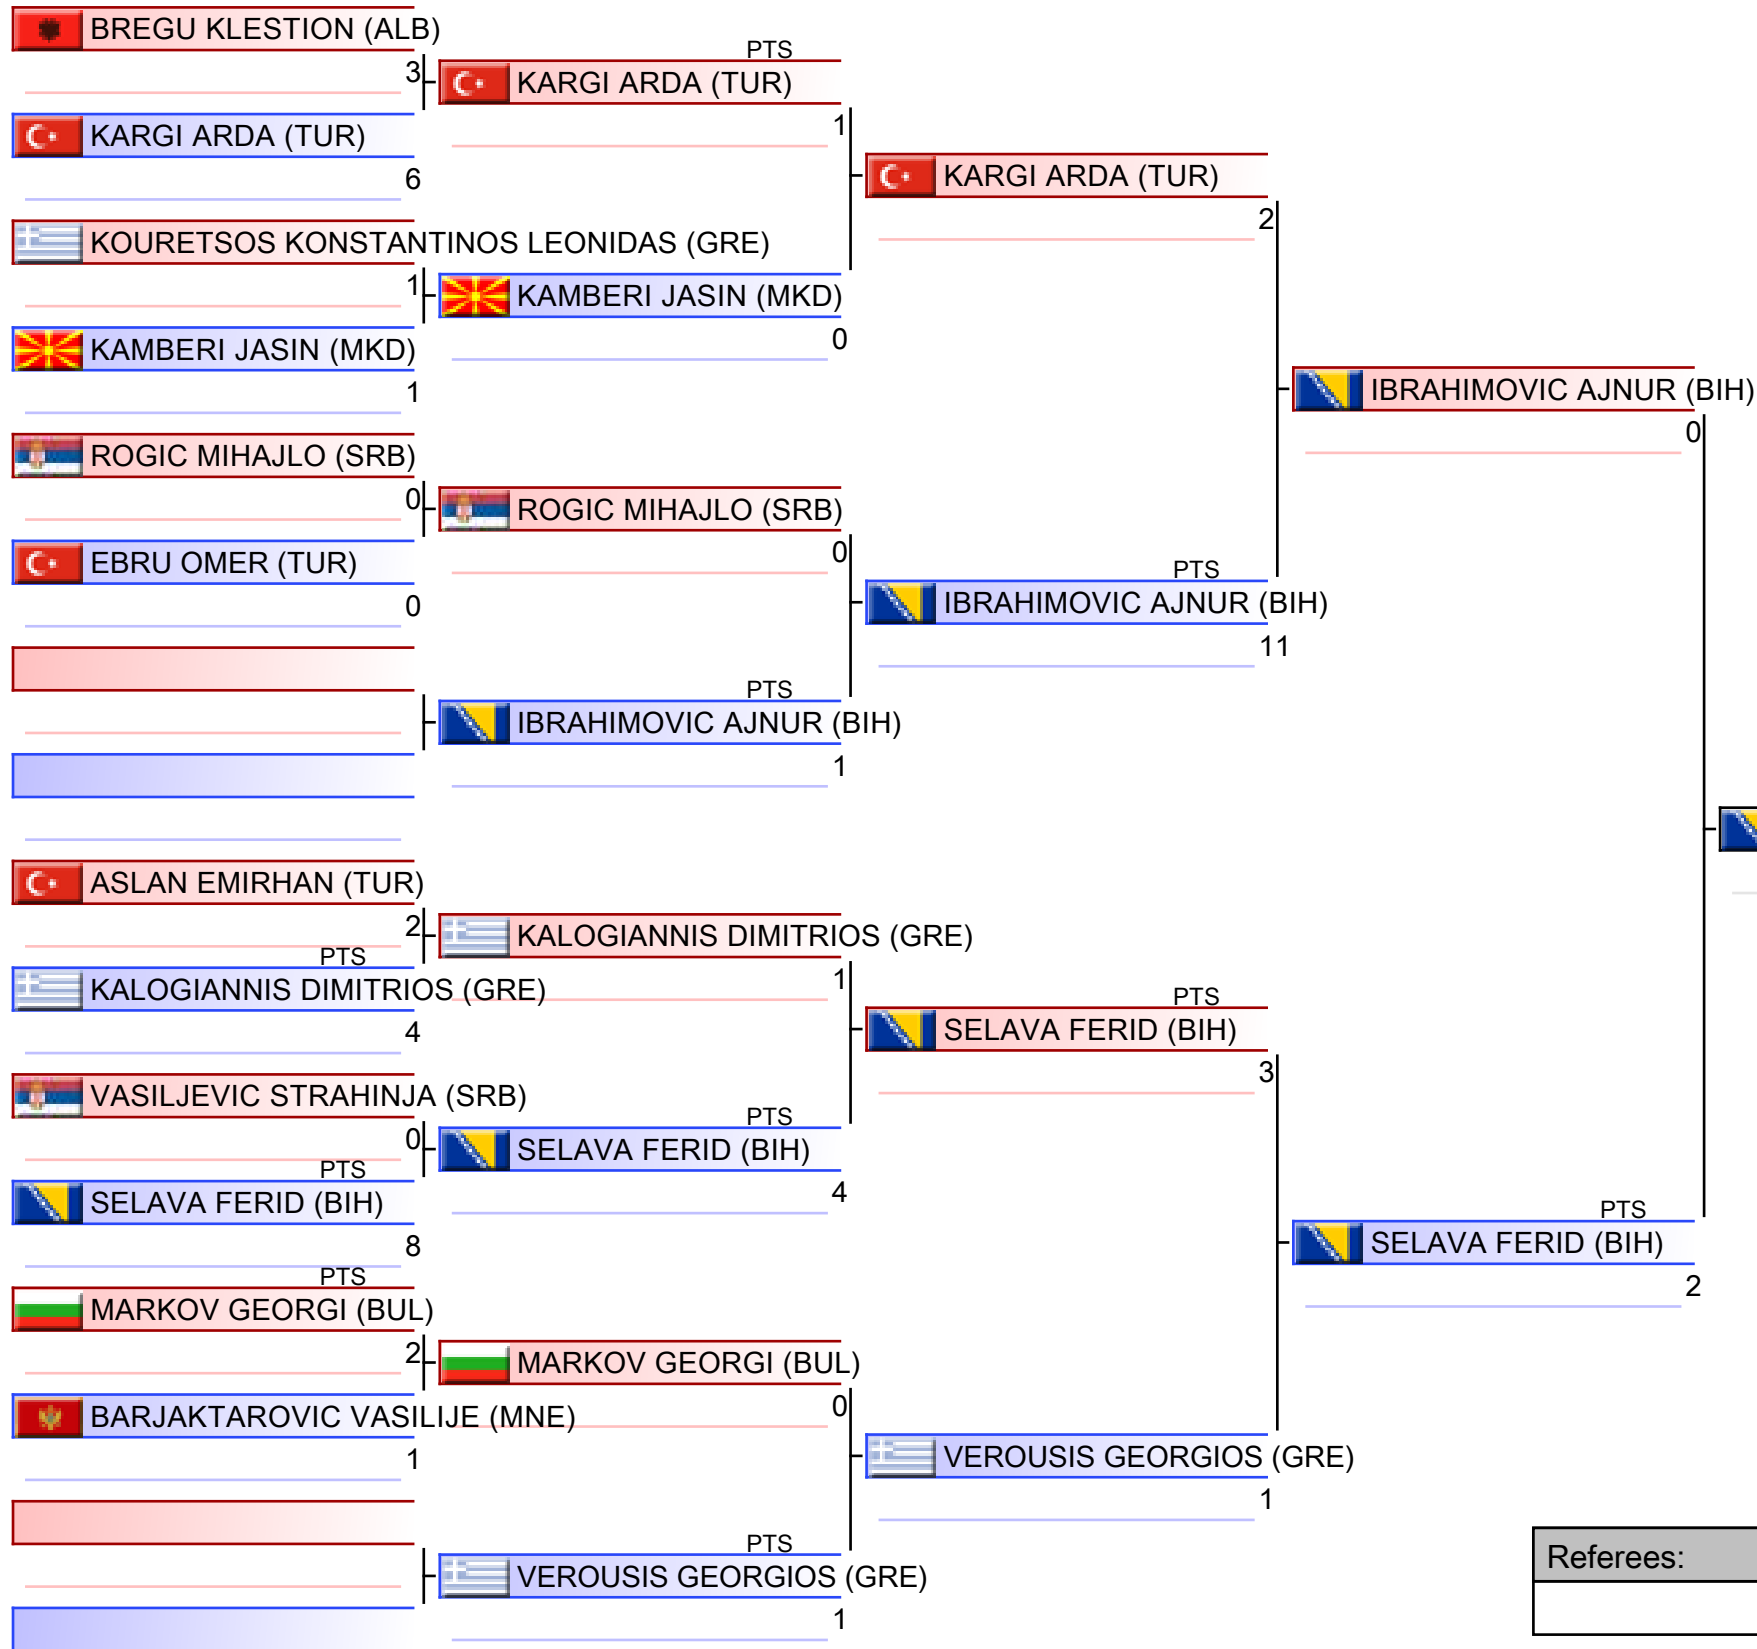 BREGU KLESTION (ALB)
3
KARGI ARDA (TUR)
6
KOURETSOS KONSTANTINOS LEONIDAS (GRE)
1
KAMBERI JASIN (MKD)
1
ROGIC MIHAJLO (SRB)
0
EBRU OMER (TUR)
0
ASLAN EMIRHAN (TUR)
2
PTS
KALOGIANNIS DIMITRIOS (GRE)
4
VASILJEVIC STRAHINJA (SRB)
0
PTS
SELAVA FERID (BIH)
8
PTS
MARKOV GEORGI (BUL)
2
BARJAKTAROVIC VASILIJE (MNE)
1
PTS
KARGI ARDA (TUR)
1
KAMBERI JASIN (MKD)
0
ROGIC MIHAJLO (SRB)
0
PTS
IBRAHIMOVIC AJNUR (BIH)
1
KALOGIANNIS DIMITRIOS (GRE)
1
PTS
SELAVA FERID (BIH)
4
MARKOV GEORGI (BUL)
0
PTS
VEROUSIS GEORGIOS (GRE)
1
KARGI ARDA (TUR)
2
PTS
IBRAHIMOVIC AJNUR (BIH)
11
PTS
SELAVA FERID (BIH)
3
VEROUSIS GEORGIOS (GRE)
1
IBRAHIMOVIC AJNUR (BIH)
0
PTS
SELAVA FERID (BIH)
2
Referees: